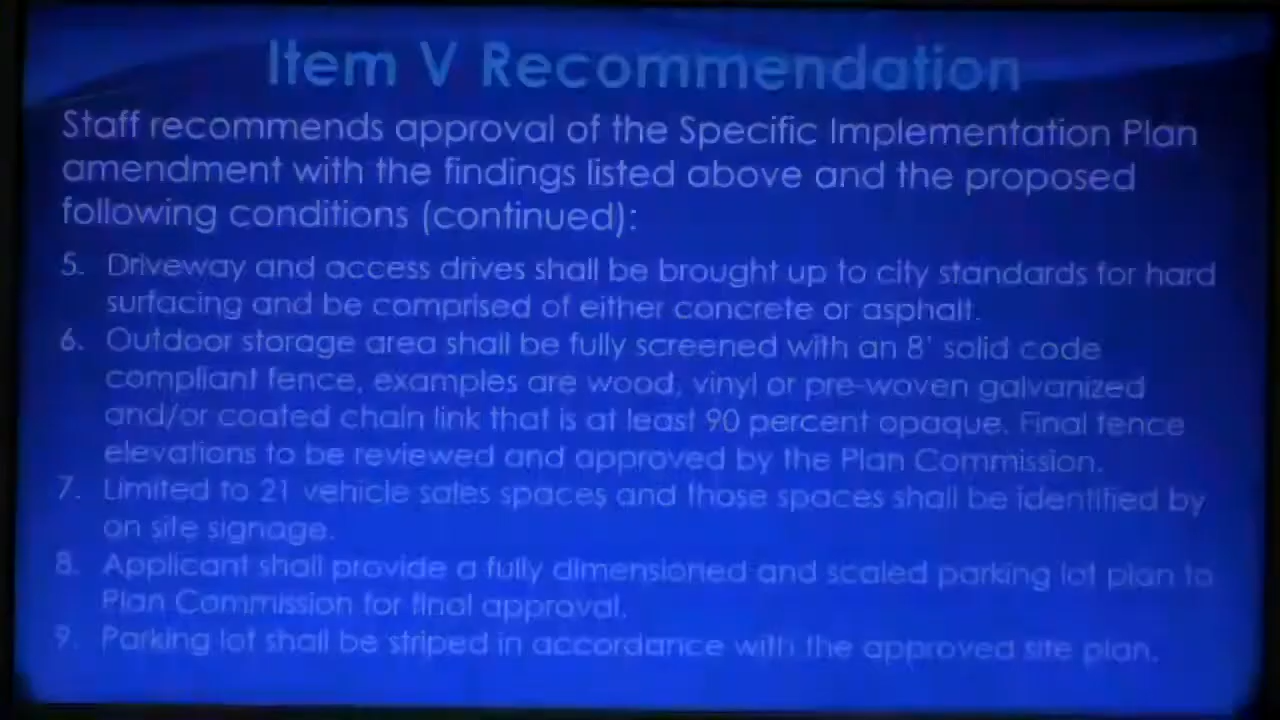 Item V Recommendation
Staff recommends approval of the Specific Implementation Plan
amendment with the findings listed above and the proposed
following conditions (continued):
5. Driveway and access drives shall be brought up to city standards for hard
surfacing and be comprised of either concrete or asphalt.
6. Outdoor storage area shall be fully screened with an 8' solid code
compliant fence, examples are wood, vinyl or pre-woven galvanized
and/or coated chain link that is at least 90 percent opaque. Final fence
elevations to be reviewed and approved by the Plan Commission.
7. Limited to 21 vehicle sales spaces and those spaces shall be identified by
on site signage.
8. Applicant shall provide a fully dimensioned and scaled parking lot plan to
Plan Commission for final approval.
9. Parking lot shall be striped in accordance with the approved site plan.